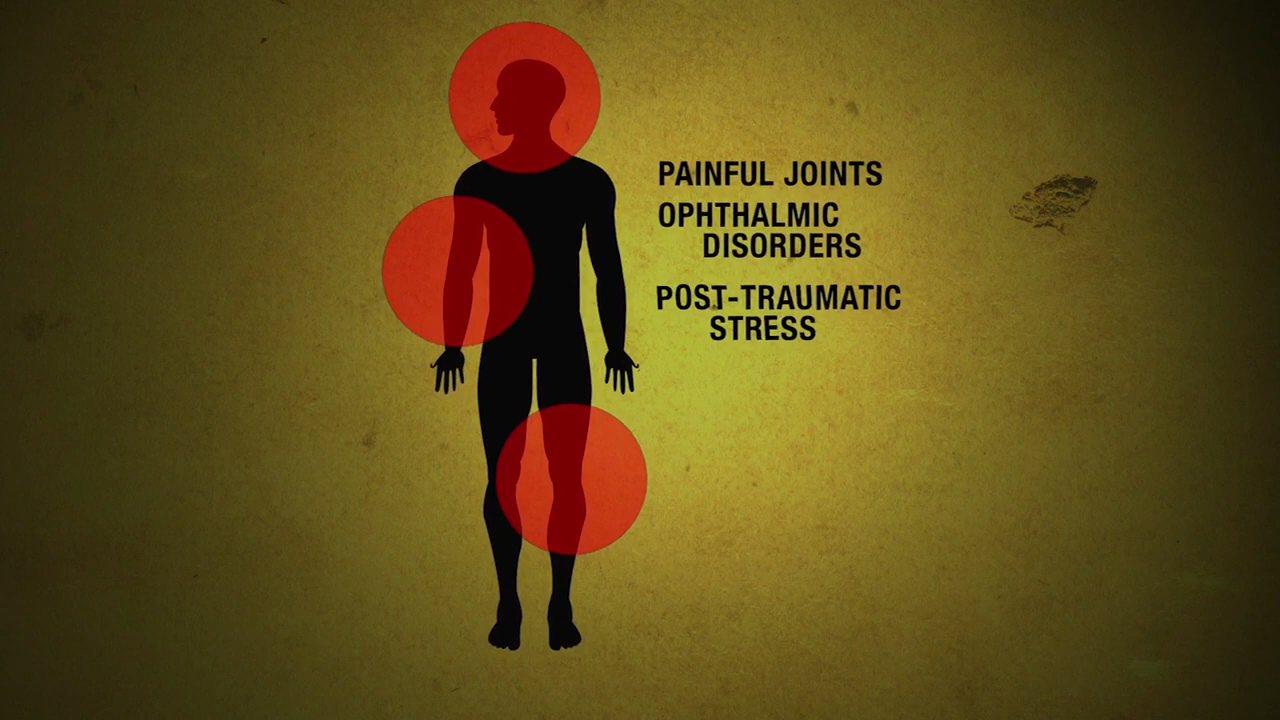 PAINFUL JOINTS
OPHTHALMIC
DISORDERS
POST-TRAUMATIC
STRESS